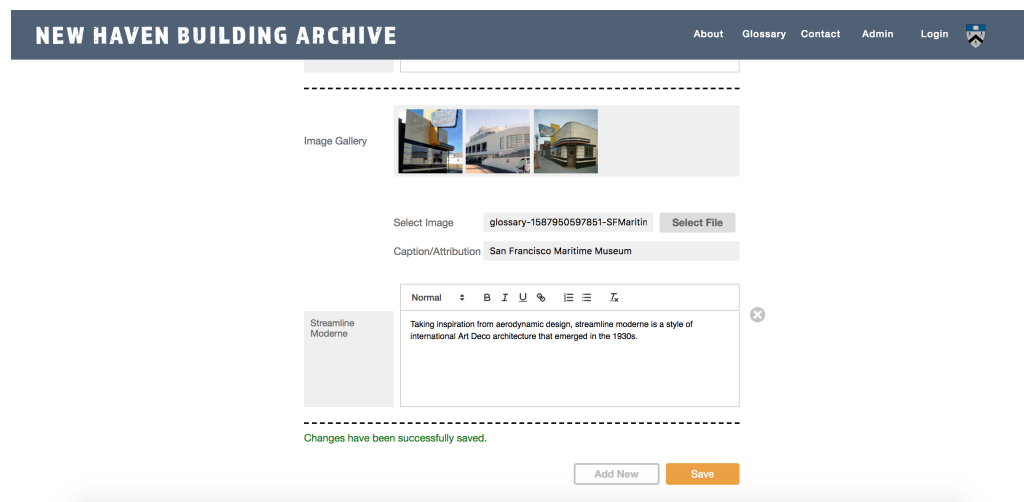 NEW HAVEN BUILDING ARCHIVE
About Glossary Contact Admin Login
Image Gallery
Select Image glossary-1587950597851-SFMaritin Select File
Caption/Attribution San Francisco Maritime Museum
Normal B I U
Streamline
Moderne
Taking inspiration from aerodynamic design, streamline moderne is a style of
international Art Deco architecture that emerged in the 1930s.
Changes have been successfully saved.
Add New Save